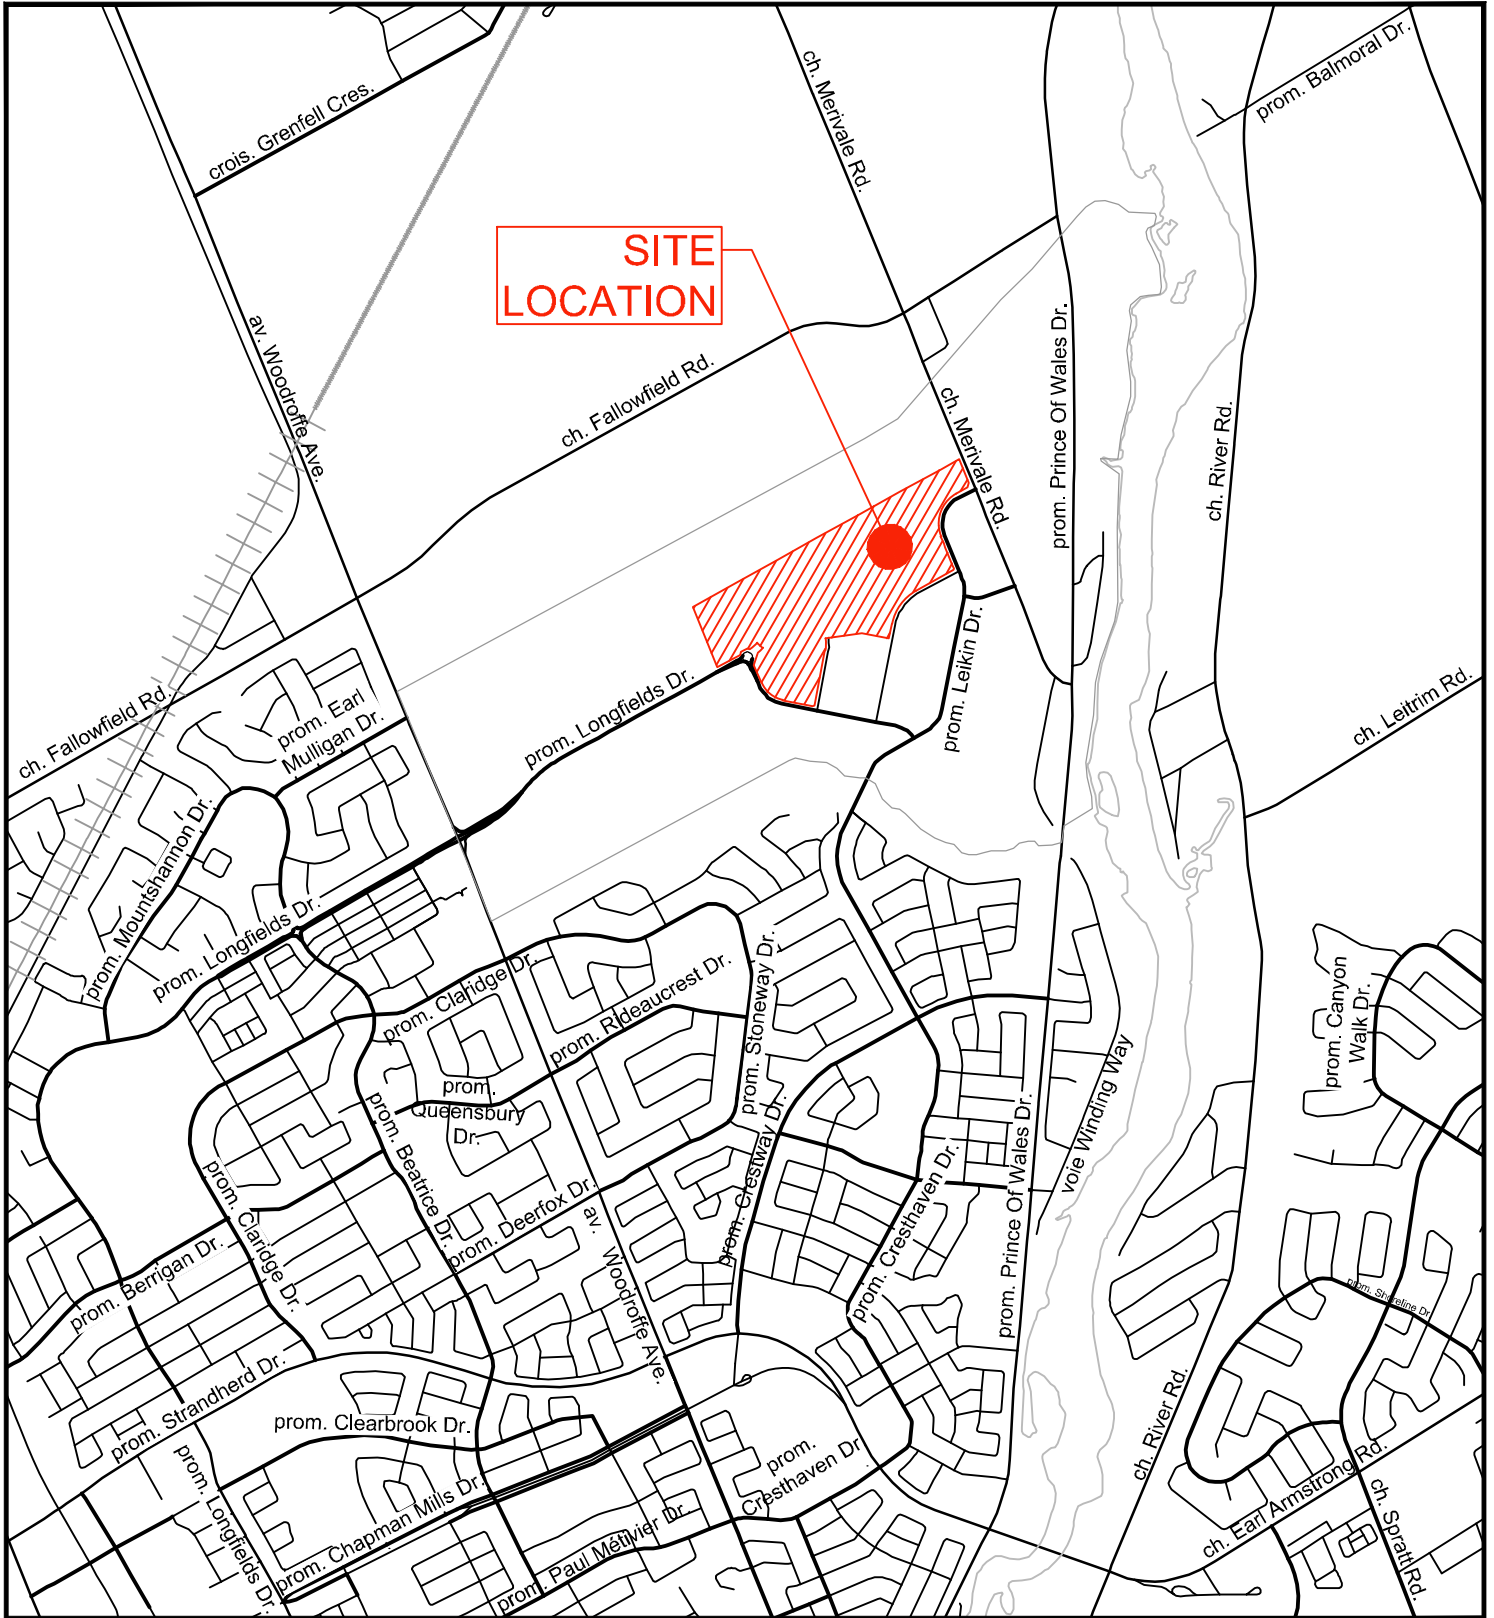 ch. Merivale Rd.
prom. Balmoral Dr.
crois. Grenfell Cres.
SITE
LOCATION
av. Woodroffe Ave.
ch. Fallowfield Rd.
prom. Prince Of Wales Dr.
ch. Merivale Rd.
ch. River Rd.
prom. Leikin Dr.
prom. Longfields Dr.
ch. Leitrim Rd.
ch. Fallowfield Rd.
prom. Earl
Mulligan Dr.
prom. Mountshannon Dr.
prom. Longfields Dr.
prom. Claridge Dr.
prom. Rideaucrest Dr.
prom. Stoneway Dr.
prom. Canyon
Walk Dr.
prom.
Queensbury
Dr.
voie Winding Way
prom. Beatrice Dr.
prom. Crestway Dr.
prom. Prince Of Wales Dr.
prom. Claridge Dr.
prom. Deerfox Dr.
prom. Cresthaven Dr.
av. Woodroffe Ave.
prom. Berrigan Dr.
prom. Shoreline Dr.
prom. Strandherd Dr.
prom. Clearbrook Dr.
ch. River Rd.
prom.
Cresthaven Dr.
prom. Longfields Dr.
prom. Chapman Mills Dr.
prom. Paul Métivier Dr.
ch. Earl Armstrong Rd.
ch. Spratt Rd.